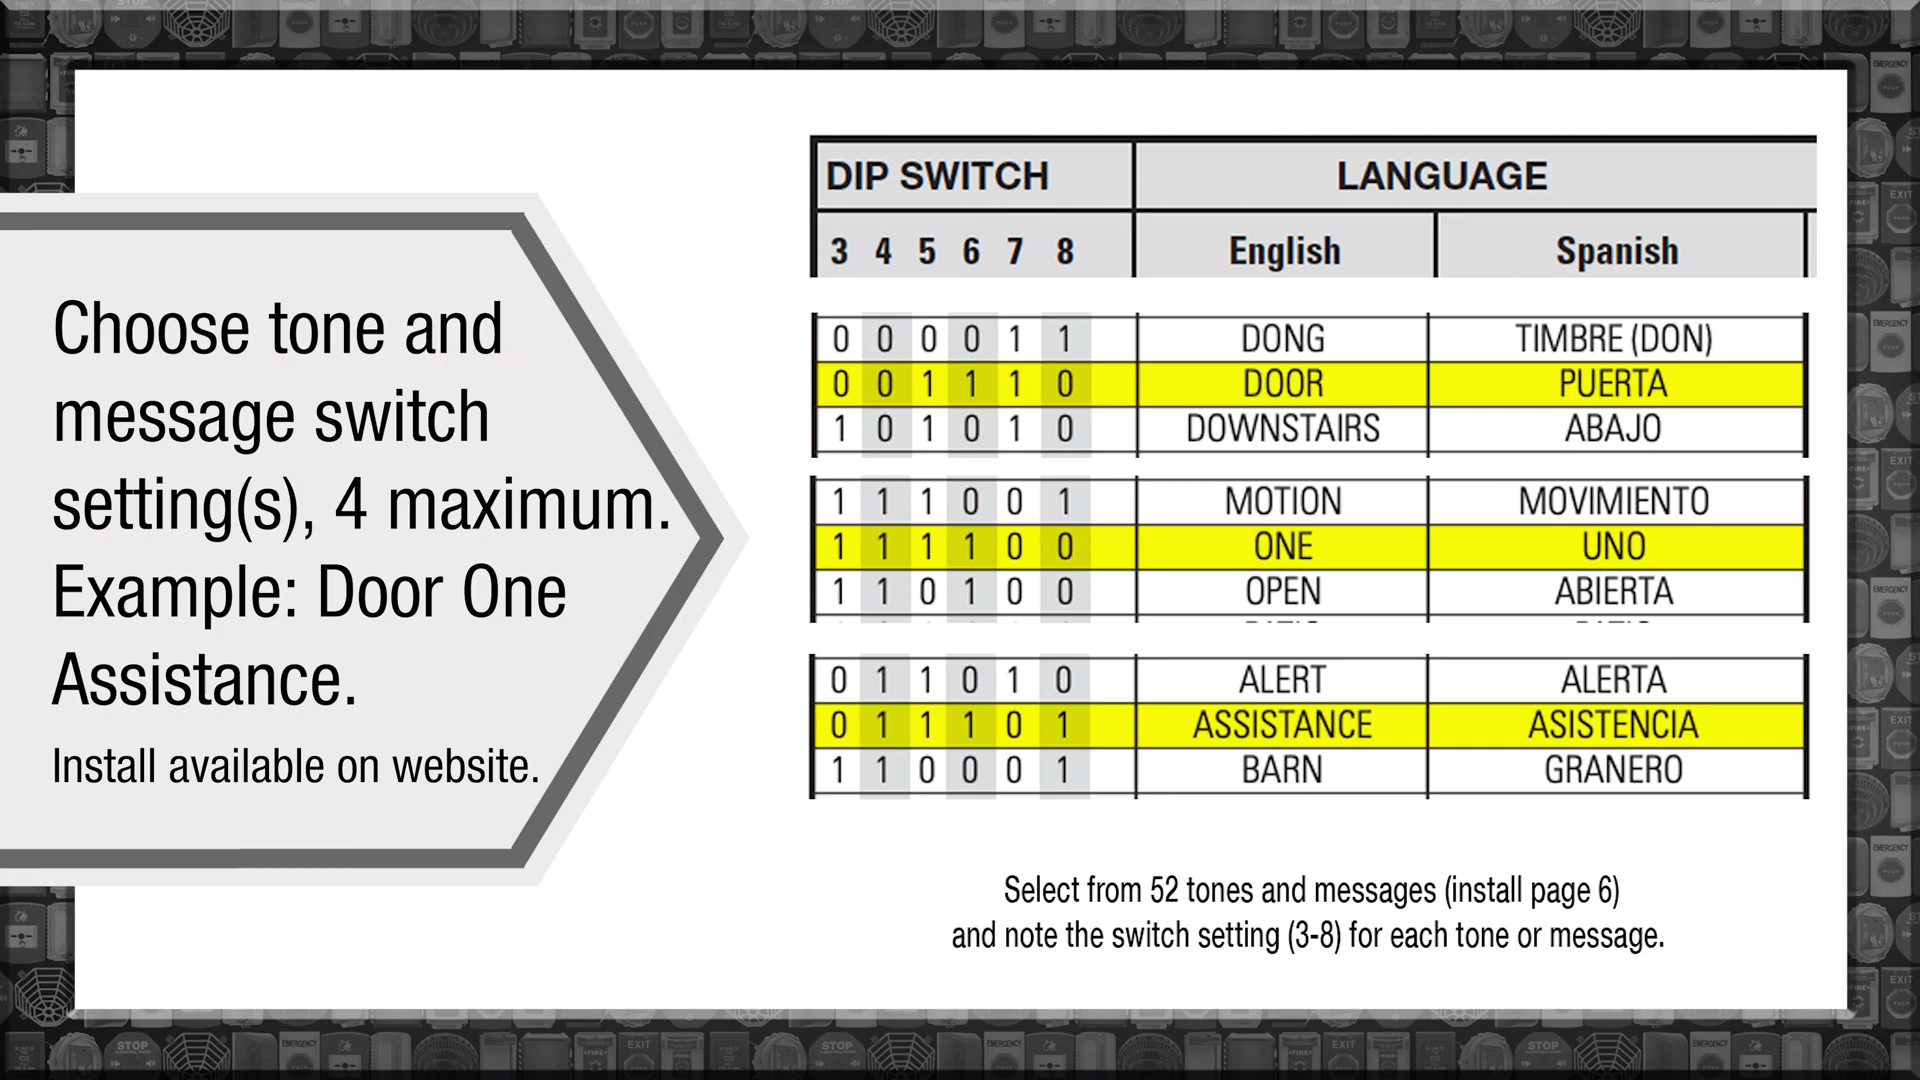 Choose tone and
message switch
setting(s), 4 maximum.
Example: Door One
Assistance.
Install available on website.
DIP SWITCH LANGUAGE
3 4 5 6 7 8 English Spanish
0 0 0 0 1 1 DONG TIMBRE (DON)
0 0 1 1 1 0 DOOR PUERTA
1 0 1 0 1 0 DOWNSTAIRS ABAJO
1 1 1 0 0 1 MOTION MOVIMIENTO
1 1 1 1 0 0 ONE UNO
1 1 0 1 0 0 OPEN ABIERTA
0 1 1 0 1 0 ALERT ALERTA
0 1 1 1 0 1 ASSISTANCE ASISTENCIA
1 1 0 0 0 1 BARN GRANERO
Select from 52 tones and messages (install page 6)
and note the switch setting (3-8) for each tone or message.